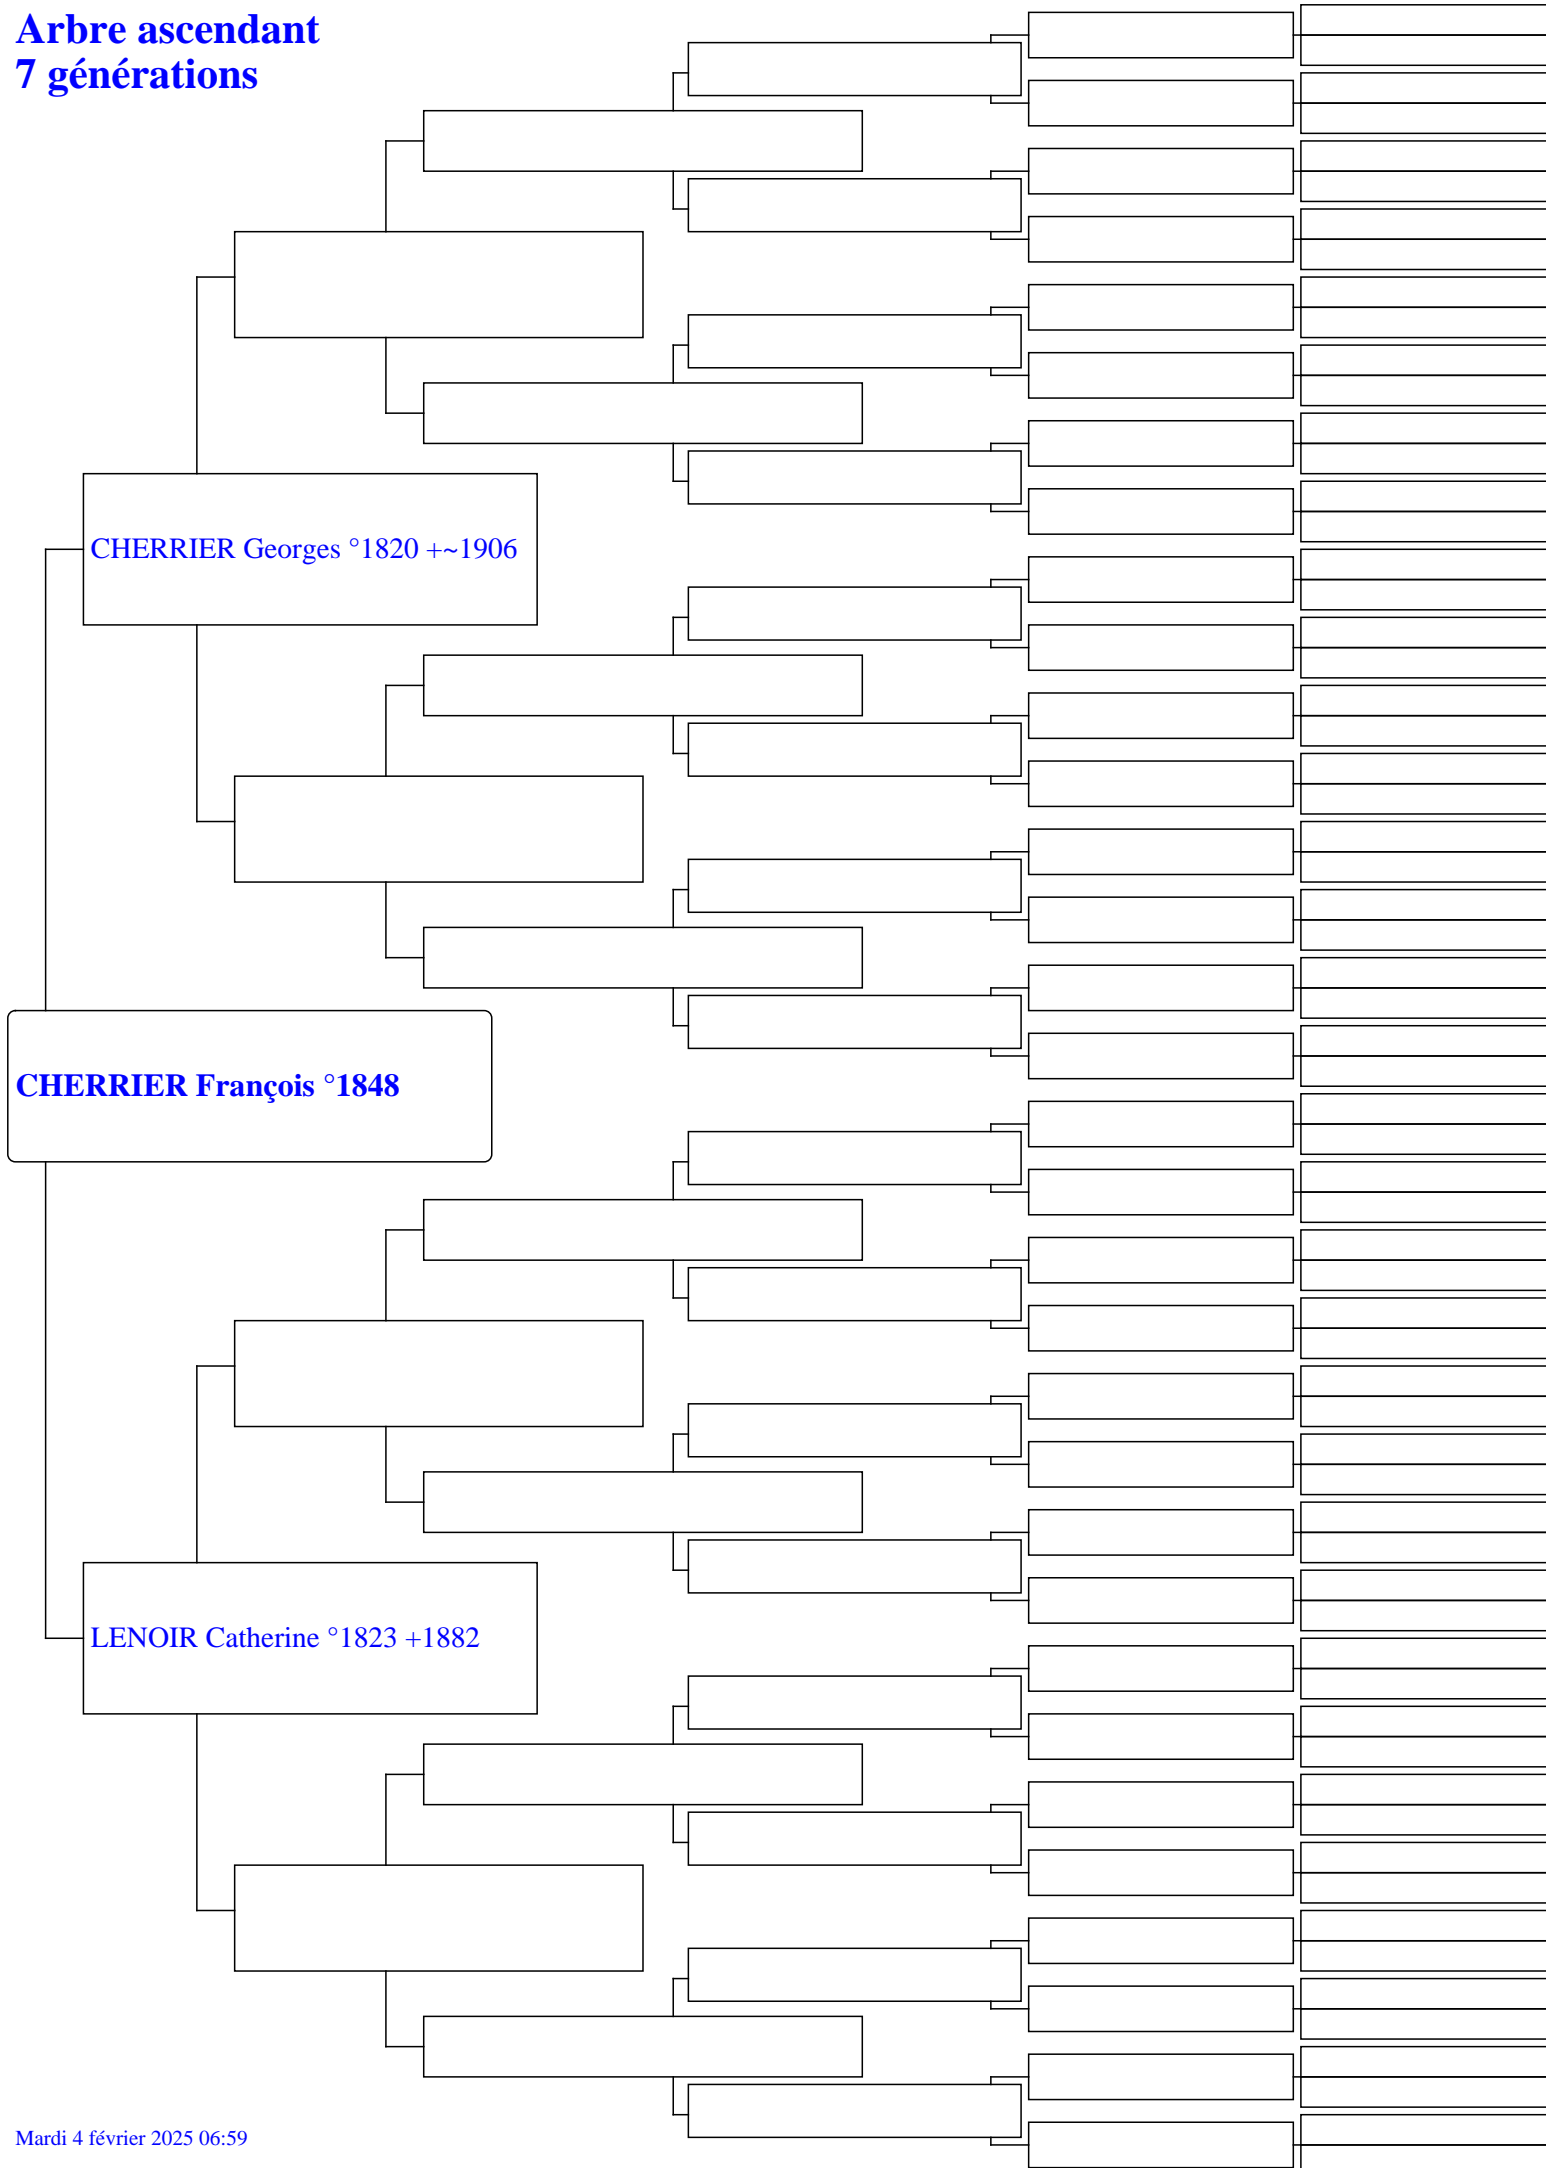 Arbre ascendant
7 générations
CHERRIER Georges °1820 +~1906
CHERRIER François °1848
LENOIR Catherine °1823 +1882
Mardi 4 février 2025 06:59